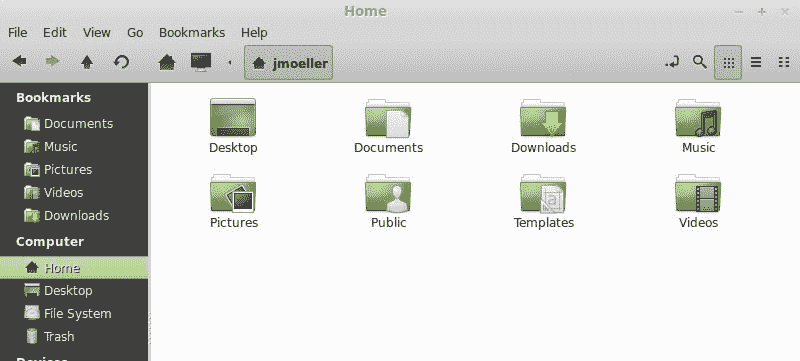 Home
File Edit View Go Bookmarks Help
jmoeller
Bookmarks
Documents
Music
Pictures
Videos
Downloads
Computer
Home
Desktop
File System
Trash
Devices
Desktop Documents Downloads Music
Pictures Public Templates Videos